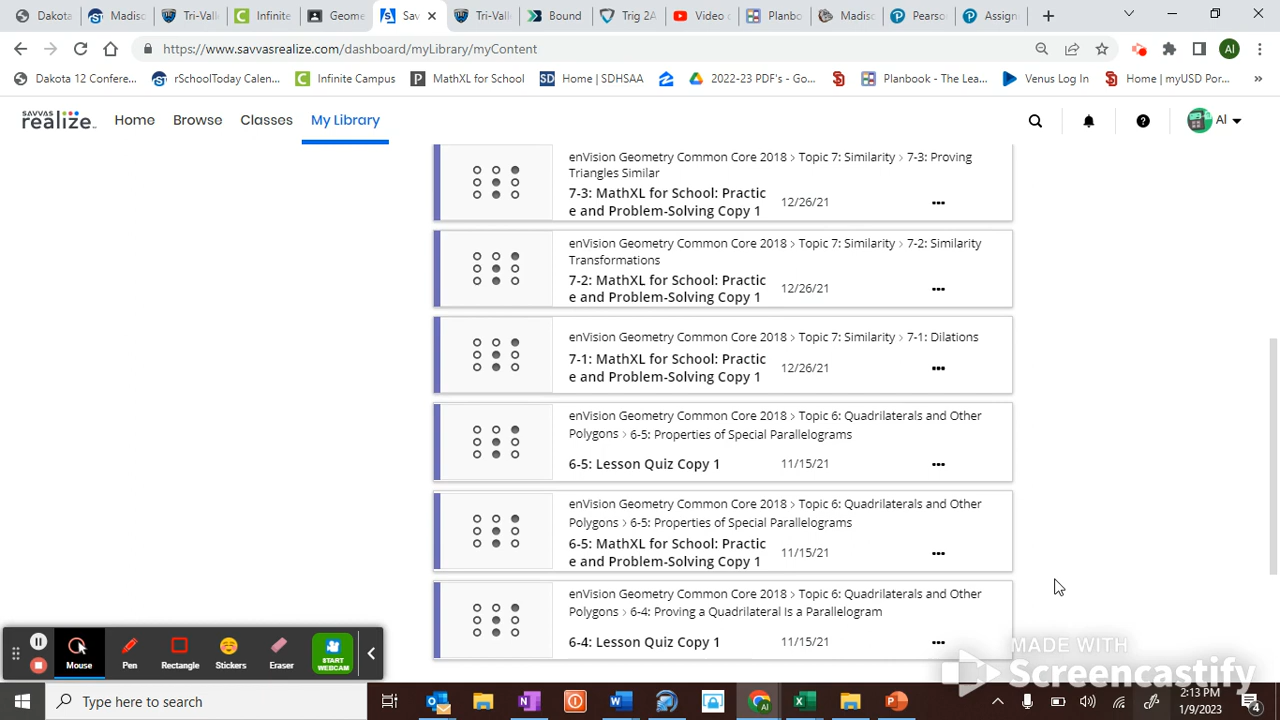 Dakota
Madisc
Tri-Vall
Infinite
Geome
Sav
Tri-Vall
Bound
Trig 2A
Video c
Planbo
Madisc
Pearso
Assign
https://www.savvasrealize.com/dashboard/myLibrary/myContent
Al
Dakota 12 Confere...
rSchoolToday Calen...
Infinite Campus
MathXL for School
Home | SDHSAA
2022-23 PDF's - Go...
Planbook - The Lea...
Venus Log In
Home | myUSD Por...
»
SAVVAS
realize
Home
Browse
Classes
My Library
Al
enVision Geometry Common Core 2018 > Topic 7: Similarity > 7-3: Proving
Triangles Similar
7-3: MathXL for School: Practic
e and Problem-Solving Copy 1
12/26/21
enVision Geometry Common Core 2018 > Topic 7: Similarity > 7-2: Similarity
Transformations
7-2: MathXL for School: Practic
e and Problem-Solving Copy 1
12/26/21
enVision Geometry Common Core 2018 > Topic 7: Similarity > 7-1: Dilations
7-1: MathXL for School: Practic
e and Problem-Solving Copy 1
12/26/21
enVision Geometry Common Core 2018 > Topic 6: Quadrilaterals and Other
Polygons > 6-5: Properties of Special Parallelograms
6-5: Lesson Quiz Copy 1
11/15/21
enVision Geometry Common Core 2018 > Topic 6: Quadrilaterals and Other
Polygons > 6-5: Properties of Special Parallelograms
6-5: MathXL for School: Practic
e and Problem-Solving Copy 1
11/15/21
enVision Geometry Common Core 2018 > Topic 6: Quadrilaterals and Other
Polygons > 6-4: Proving a Quadrilateral Is a Parallelogram
6-4: Lesson Quiz Copy 1
11/15/21
Mouse
Pen
Rectangle
Stickers
Eraser
START
WEBCAM
MADE WITH
Screencastify
Type here to search
2:13 PM
1/9/2023
4